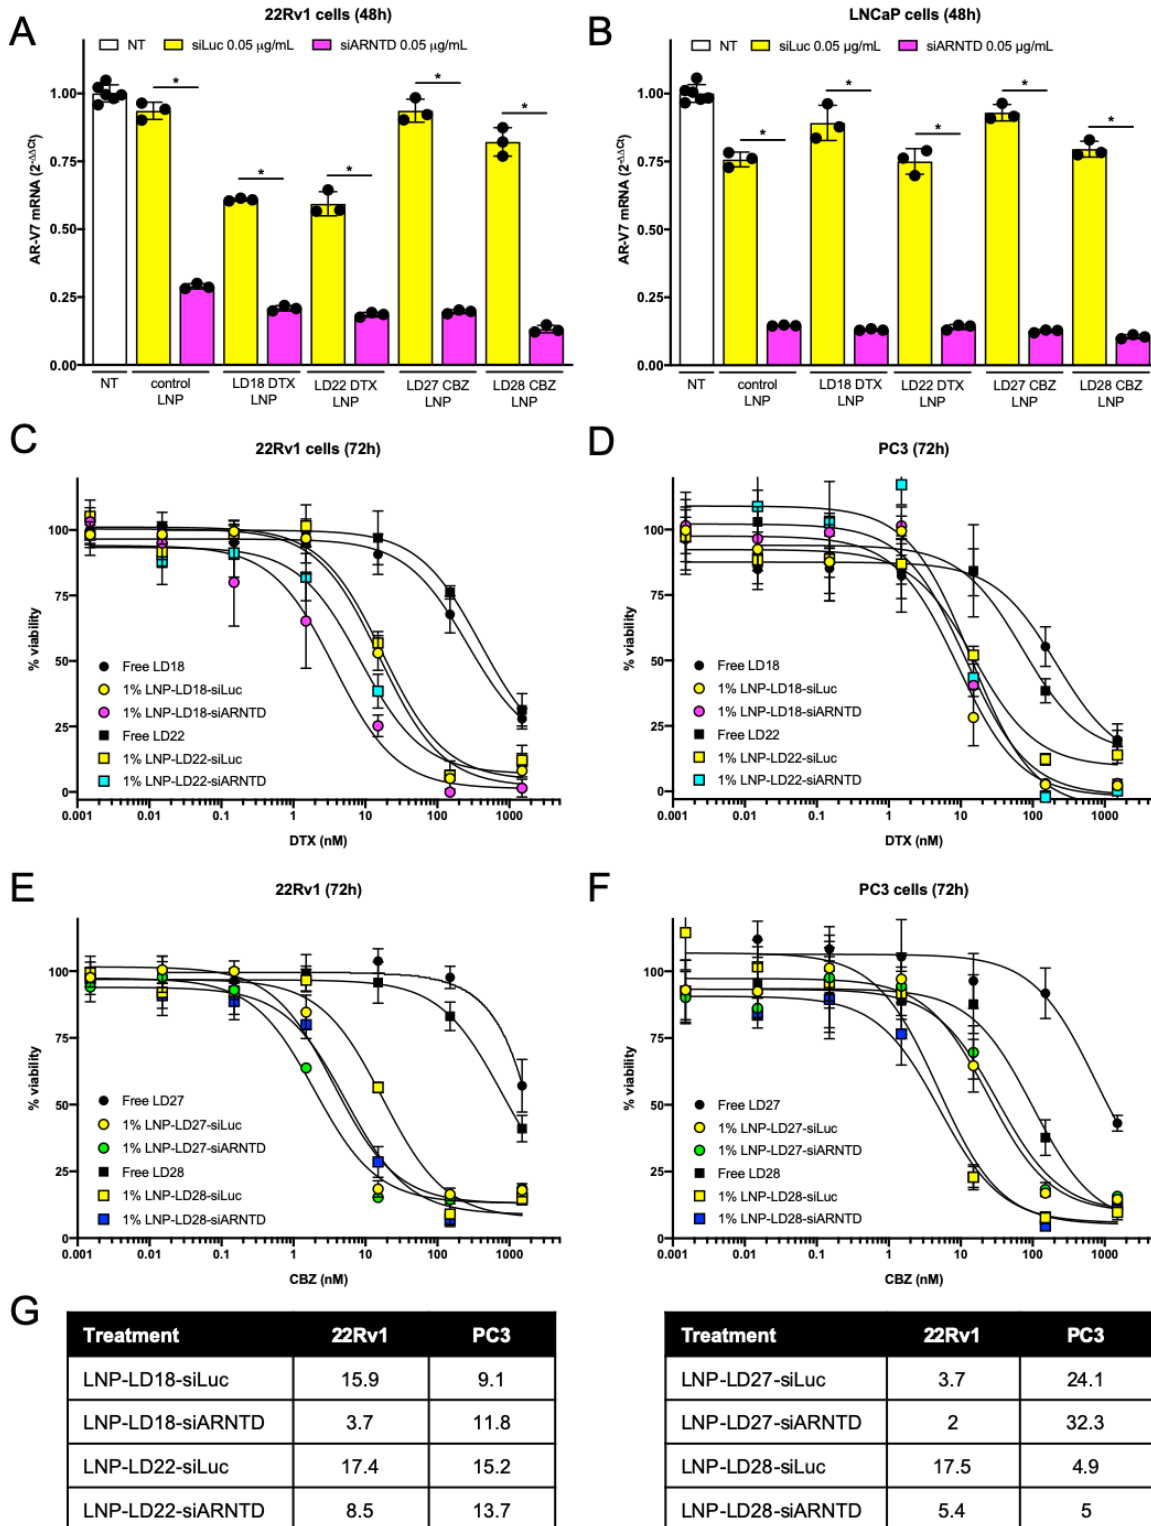 A
22Rv1 cells (48h)
NT siLuc 0.05 µg/mL siARNTD 0.05 µg/mL
AR-V7 mRNA (2^-ΔΔCt)
1.00
0.75
0.50
0.25
0.00
* * * * *
NT control LNP LD18 DTX LNP LD22 DTX LNP LD27 CBZ LNP LD28 CBZ LNP
B
LNCaP cells (48h)
NT siLuc 0.05 µg/mL siARNTD 0.05 µg/mL
AR-V7 mRNA (2^-ΔΔCt)
1.00
0.75
0.50
0.25
0.00
* * * * *
NT control LNP LD18 DTX LNP LD22 DTX LNP LD27 CBZ LNP LD28 CBZ LNP
C
22Rv1 cells (72h)
% viability
100
75
50
25
0
Free LD18
1% LNP-LD18-siLuc
1% LNP-LD18-siARNTD
Free LD22
1% LNP-LD22-siLuc
1% LNP-LD22-siARNTD
0.001 0.01 0.1 1 10 100 1000
DTX (nM)
D
PC3 (72h)
% viability
100
75
50
25
0
Free LD18
1% LNP-LD18-siLuc
1% LNP-LD18-siARNTD
Free LD22
1% LNP-LD22-siLuc
1% LNP-LD22-siARNTD
0.001 0.01 0.1 1 10 100 1000
DTX (nM)
E
22Rv1 (72h)
% viability
100
75
50
25
0
Free LD27
1% LNP-LD27-siLuc
1% LNP-LD27-siARNTD
Free LD28
1% LNP-LD28-siLuc
1% LNP-LD28-siARNTD
0.001 0.01 0.1 1 10 100 1000
CBZ (nM)
F
PC3 cells (72h)
% viability
100
75
50
25
0
Free LD27
1% LNP-LD27-siLuc
1% LNP-LD27-siARNTD
Free LD28
1% LNP-LD28-siLuc
1% LNP-LD28-siARNTD
0.001 0.01 0.1 1 10 100 1000
CBZ (nM)
G
Treatment 22Rv1 PC3
LNP-LD18-siLuc 15.9 9.1
LNP-LD18-siARNTD 3.7 11.8
LNP-LD22-siLuc 17.4 15.2
LNP-LD22-siARNTD 8.5 13.7
Treatment 22Rv1 PC3
LNP-LD27-siLuc 3.7 24.1
LNP-LD27-siARNTD 2 32.3
LNP-LD28-siLuc 17.5 4.9
LNP-LD28-siARNTD 5.4 5